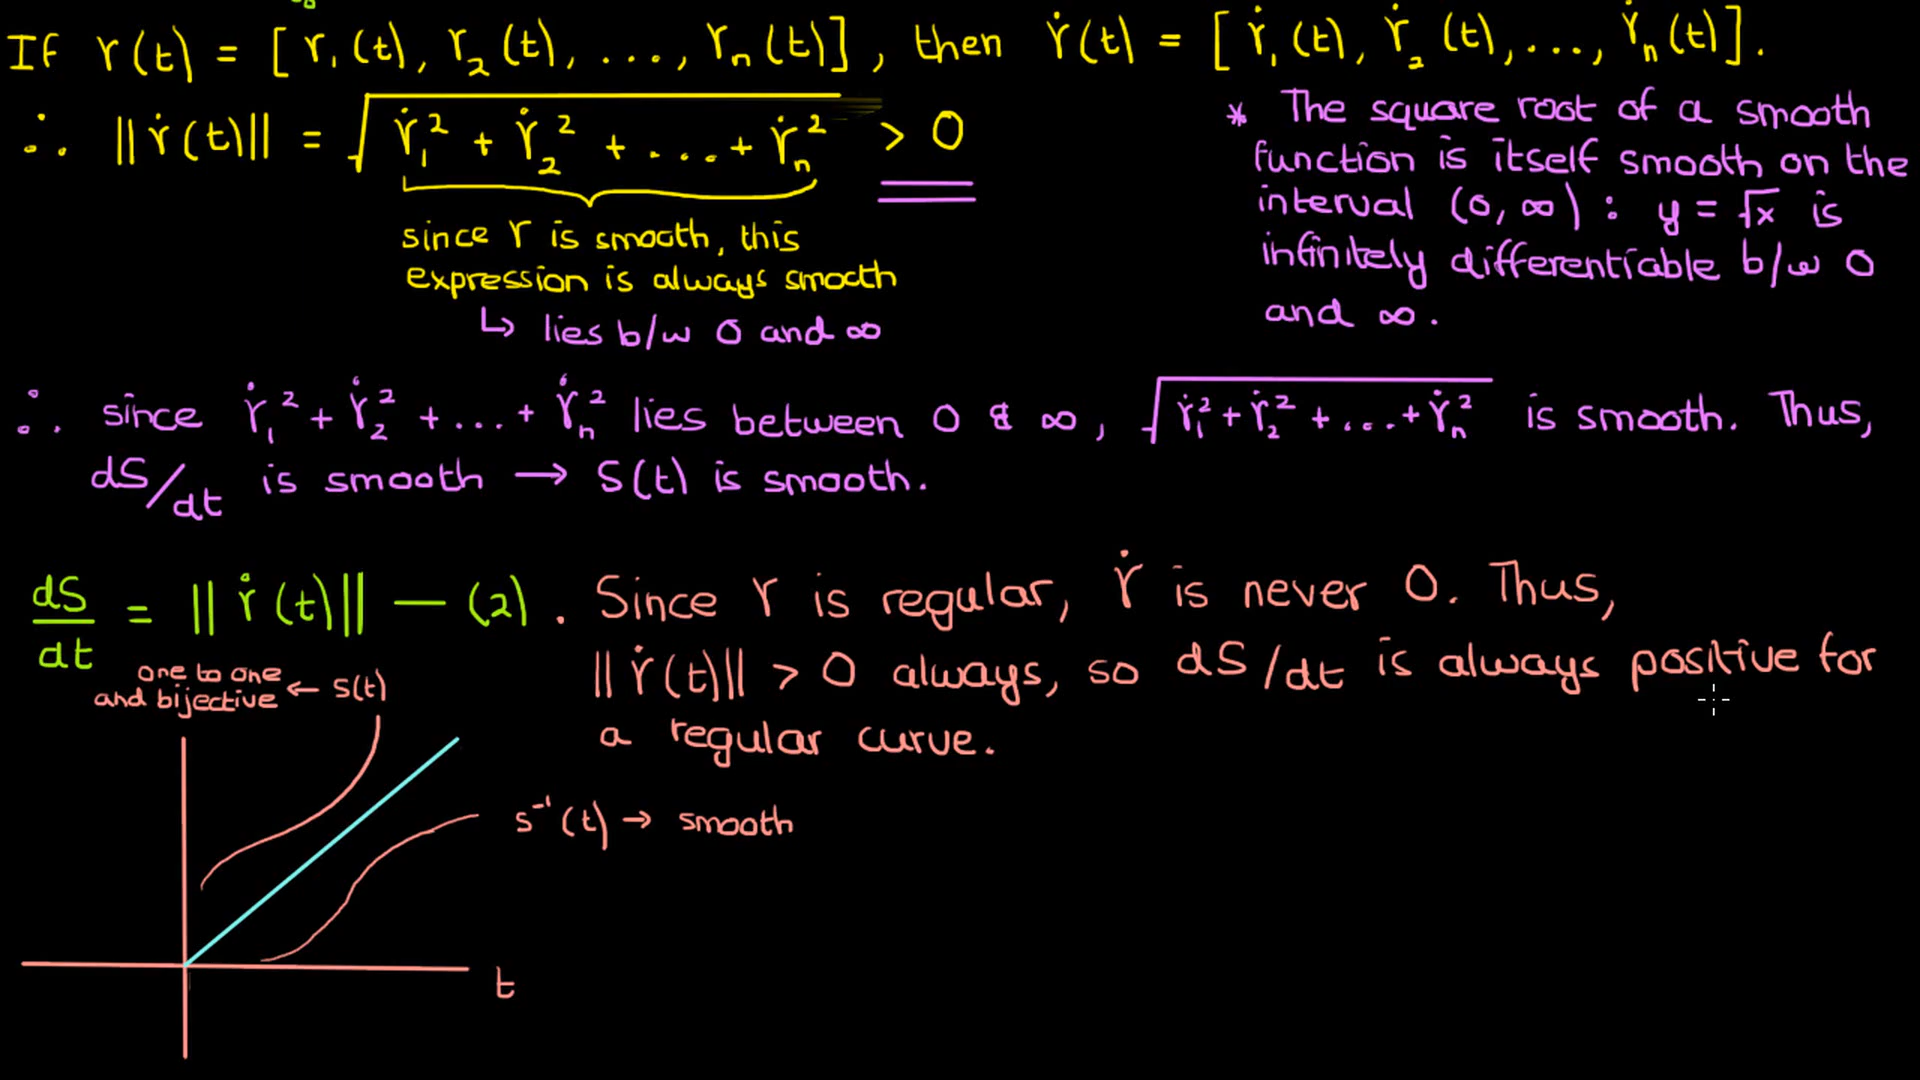 If r(t) = [r₁(t), r₂(t), ..., rₙ(t)], then ṙ(t) = [ṙ₁(t), ṙ₂(t), ..., ṙₙ(t)].
∴ ||ṙ(t)|| = √(ṙ₁² + ṙ₂² + ... + ṙₙ²) > 0
since r is smooth, this
expression is always smooth
↳ lies b/w 0 and ∞
* The square root of a smooth
function is itself smooth on the
interval (0, ∞) : y = √x is
infinitely differentiable b/w 0
and ∞.
∴ since ṙ₁² + ṙ₂² + ... + ṙₙ² lies between 0 & ∞, √(ṙ₁² + ṙ₂² + ... + ṙₙ²) is smooth. Thus,
dS/dt is smooth → S(t) is smooth.
dS/dt = ||ṙ(t)|| — (2). Since r is regular, ṙ is never 0. Thus,
||ṙ(t)|| > 0 always, so dS/dt is always positive for
a regular curve.
one to one
and bijective ← S(t)
S⁻¹(t) → smooth
t